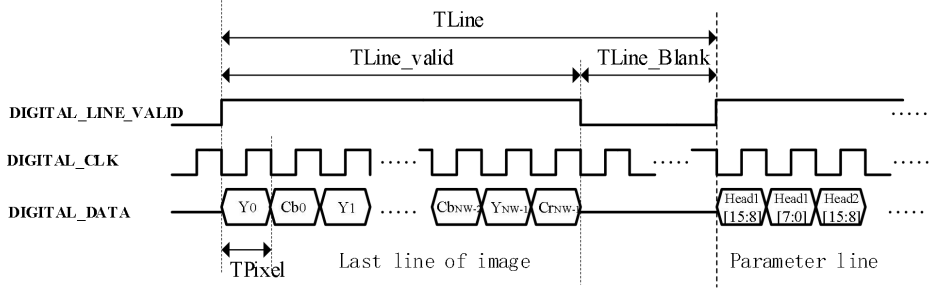 TLine
TLine_valid TLine_Blank
DIGITAL_LINE_VALID ·····
DIGITAL_CLK ····· ····· ·····
DIGITAL_DATA Y0 Cb0 Y1 ····· CbNW-2 YNW-1 CrNW-1 Head1 [15:8] Head1 [7:0] Head2 [15:8] ·····
TPixel Last line of image Parameter line